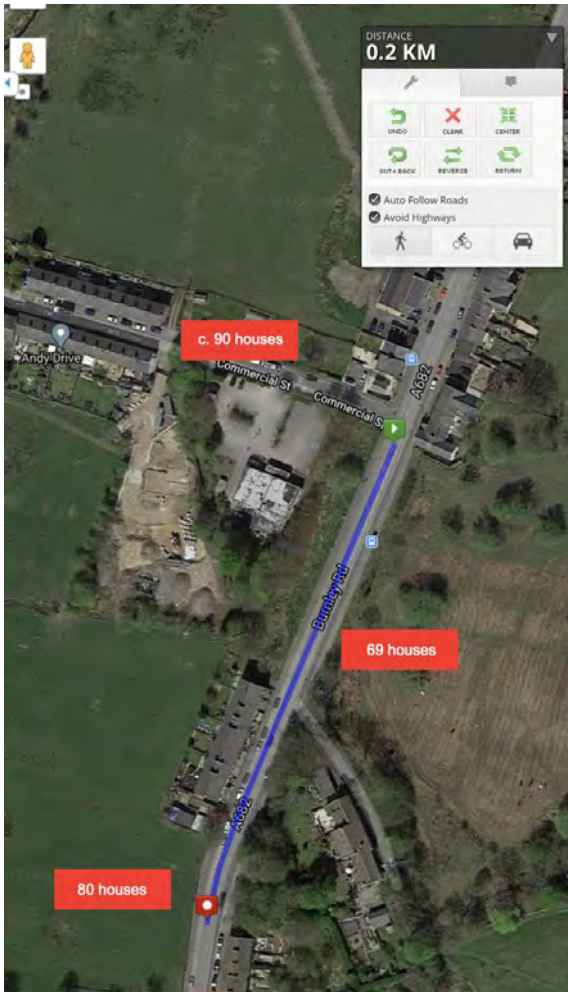 DISTANCE
0.2 KM
UNDO
CLEAR
CENTER
OUT & BACK
REVERSE
RETURN
Auto Follow Roads
Avoid Highways
c. 90 houses
Andy Drive
Commercial St
Commercial St
A682
Burnley Rd
69 houses
A682
80 houses